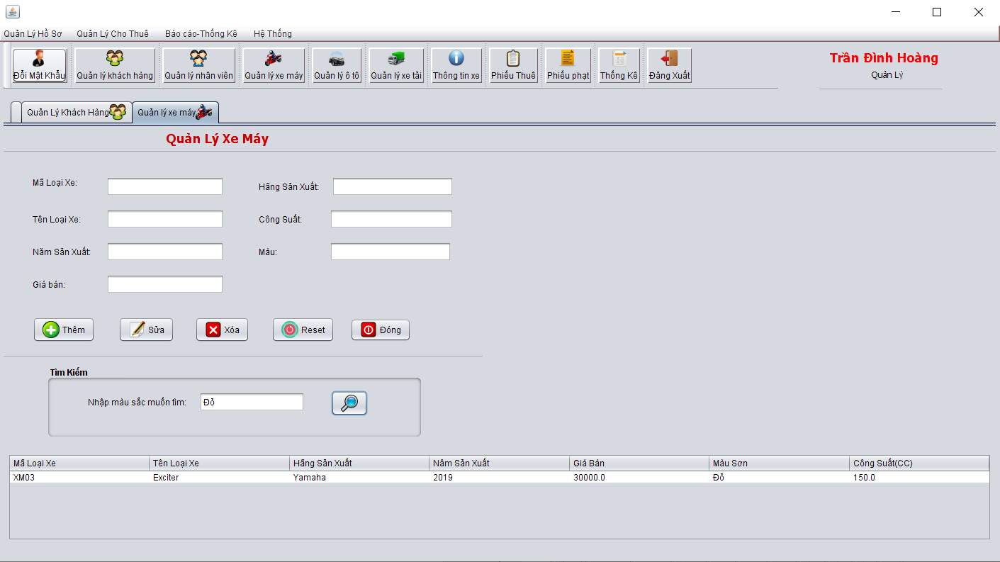 Quản Lý Hồ Sơ Quản Lý Cho Thuê Báo cáo-Thống Kê Hệ Thống
Đổi Mật Khẩu Quản lý khách hàng Quản lý nhân viên Quản lý xe máy Quản lý ô tô Quản lý xe tải Thông tin xe Phiếu Thuê Phiếu phạt Thống Kê Đăng Xuất
Trần Đình Hoàng
Quản Lý
Quản Lý Khách Hàng Quản lý xe máy
Quản Lý Xe Máy
Mã Loại Xe: Hãng Sản Xuất:
Tên Loại Xe: Công Suất:
Năm Sản Xuất: Màu:
Giá bán:
Thêm Sửa Xóa Reset Đóng
Tìm Kiếm
Nhập màu sắc muốn tìm: Đỏ
Mã Loại Xe Tên Loại Xe Hãng Sản Xuất Năm Sản Xuất Giá Bán Màu Sơn Công Suất(CC)
XM03 Exciter Yamaha 2019 30000.0 Đỏ 150.0